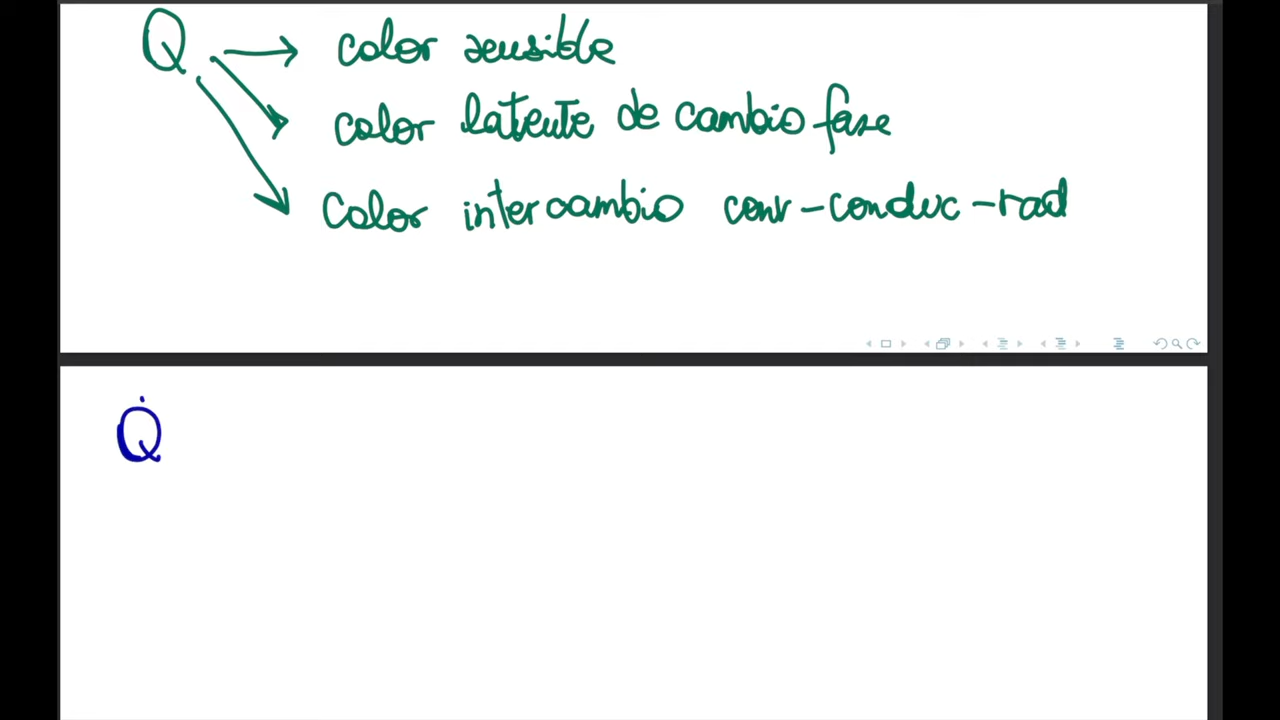 Q → calor sensible
calor latente de cambio fase
Calor intercambio conv-conduc-rad
Q̇